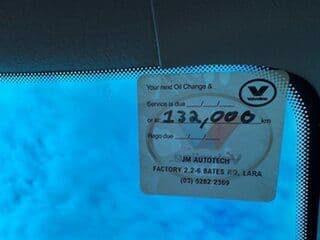 Your next Oil Change &
Service is due ___/___/___
or at 132,000 km
Rego due ___/___/___
JM AUTOTECH
FACTORY 2, 2-6 BATES RD, LARA
(03) 5282 2369